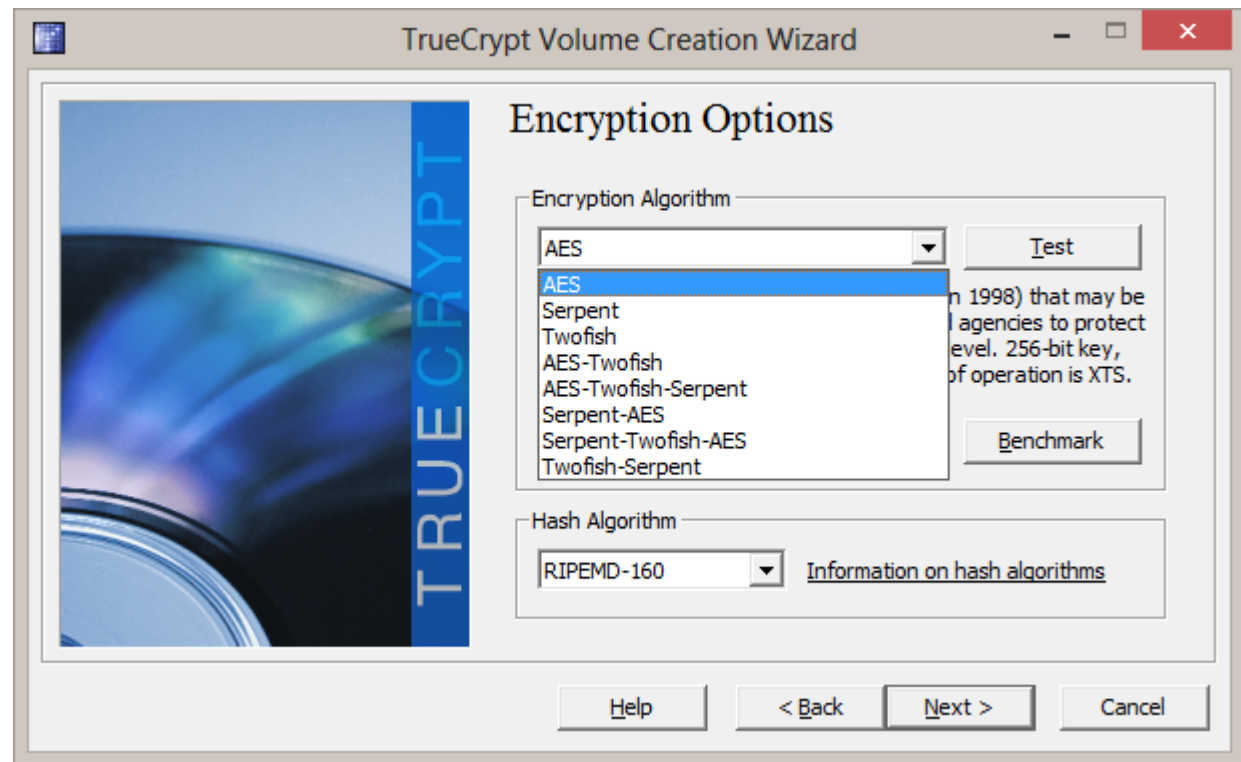 TrueCrypt Volume Creation Wizard
TRUECRYPT
Encryption Options
Encryption Algorithm
AES
Test
AES
Serpent
Twofish
AES-Twofish
AES-Twofish-Serpent
Serpent-AES
Serpent-Twofish-AES
Twofish-Serpent
1998) that may be
agencies to protect
evel. 256-bit key,
of operation is XTS.
Benchmark
Hash Algorithm
RIPEMD-160
Information on hash algorithms
Help
< Back
Next >
Cancel